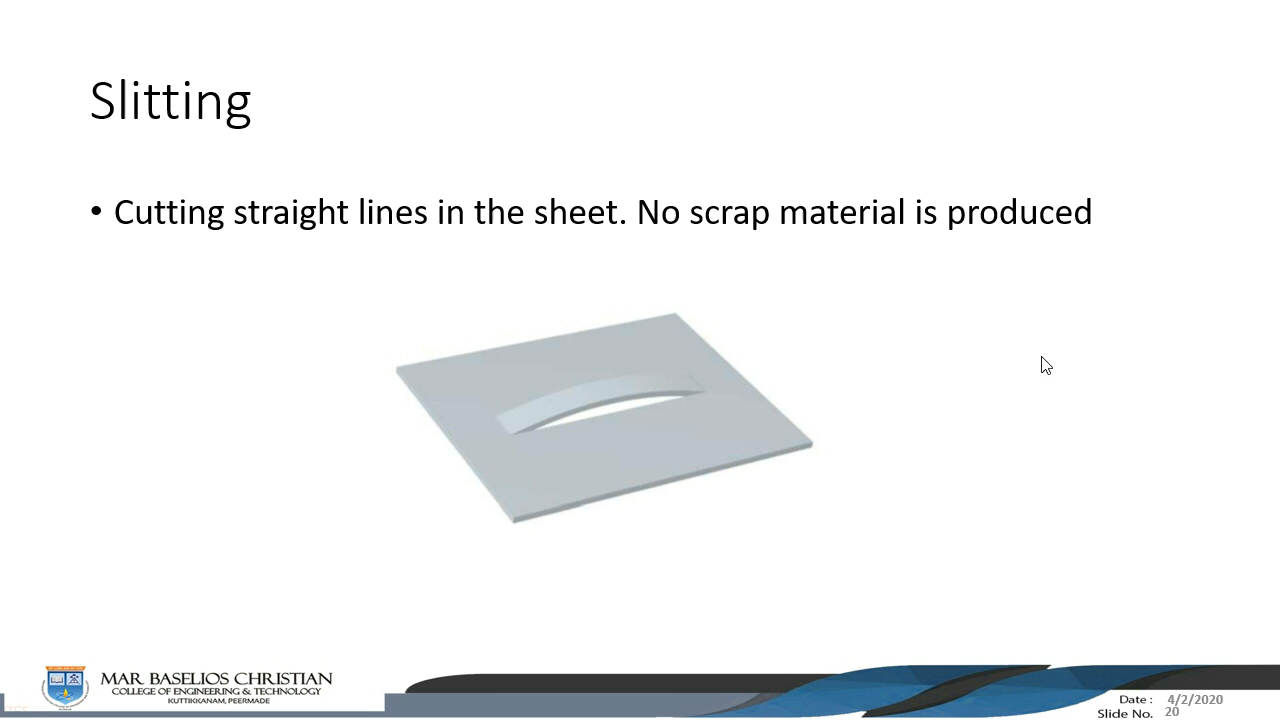 Slitting
• Cutting straight lines in the sheet. No scrap material is produced
MAR BASELIOS CHRISTIAN
COLLEGE OF ENGINEERING & TECHNOLOGY
KUTTIKKANAM, PEERMADE
Date : 4/2/2020
Slide No. 20